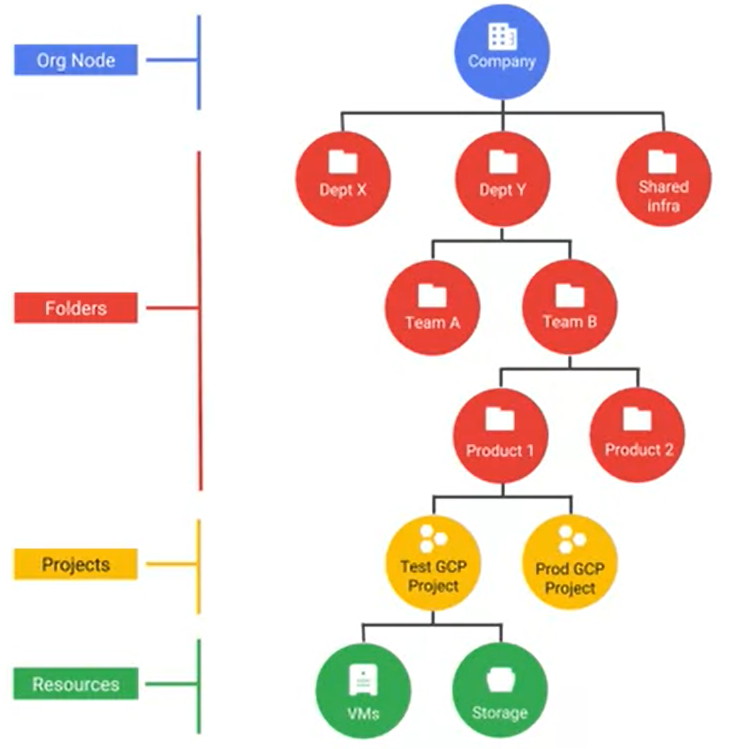 Org Node
Company
Dept X
Dept Y
Shared
infra
Folders
Team A
Team B
Product 1
Product 2
Projects
Test GCP
Project
Prod GCP
Project
Resources
VMs
Storage